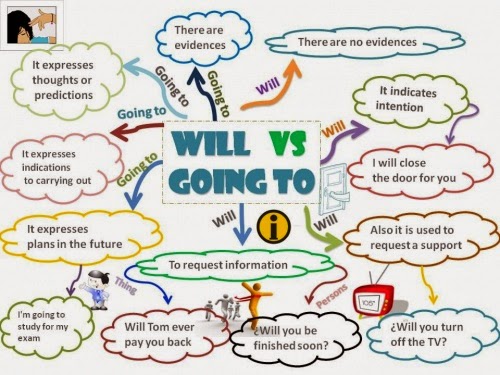 There are
evidences
There are no evidences
It expresses
thoughts or
predictions
Going to
Going to
Will
It indicates
intention
Going to
WILL VS
GOING TO
Will
It expresses
indications
to carrying out
Going to
I will close
the door for you
Will
Will
It expresses
plans in the future
Also it is used to
request a support
To request information
Thing
Persons
I'm going to
study for my
exam
Will Tom ever
pay you back
¿Will you be
finished soon?
¿Will you turn
off the TV?